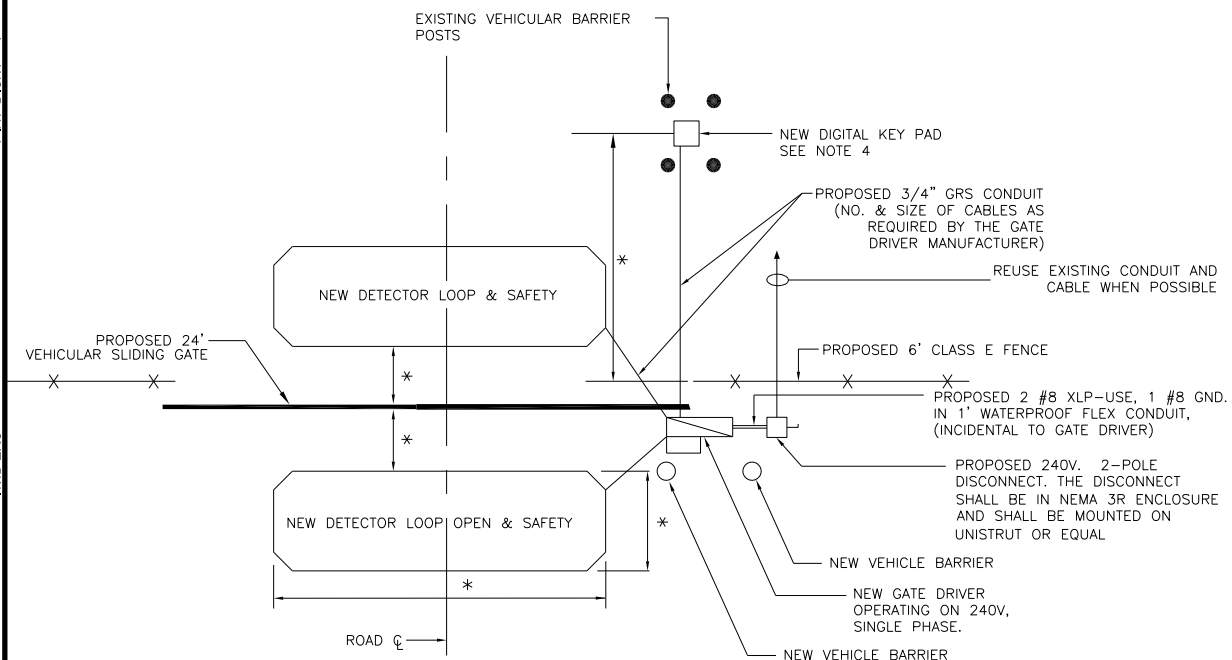 EXISTING VEHICULAR BARRIER
POSTS
NEW DIGITAL KEY PAD
SEE NOTE 4
PROPOSED 3/4" GRS CONDUIT
(NO. & SIZE OF CABLES AS
REQUIRED BY THE GATE
DRIVER MANUFACTURER)
*
REUSE EXISTING CONDUIT AND
CABLE WHEN POSSIBLE
NEW DETECTOR LOOP & SAFETY
PROPOSED 24'
VEHICULAR SLIDING GATE
PROPOSED 6' CLASS E FENCE
*
PROPOSED 2 #8 XLP-USE, 1 #8 GND.
IN 1' WATERPROOF FLEX CONDUIT,
(INCIDENTAL TO GATE DRIVER)
*
PROPOSED 240V. 2-POLE
DISCONNECT. THE DISCONNECT
SHALL BE IN NEMA 3R ENCLOSURE
AND SHALL BE MOUNTED ON
UNISTRUT OR EQUAL
NEW DETECTOR LOOP OPEN & SAFETY
*
NEW VEHICLE BARRIER
*
NEW GATE DRIVER
OPERATING ON 240V,
SINGLE PHASE.
ROAD ℄
NEW VEHICLE BARRIER